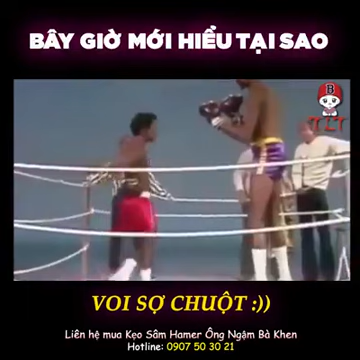 BÂY GIỜ MỚI HIỂU TẠI SAO
B
TLT
VOI SỢ CHUỘT :))
Liên hệ mua Kẹo Sâm Hamer Ông Ngậm Bà Khen
Hotline: 0907 50 30 21